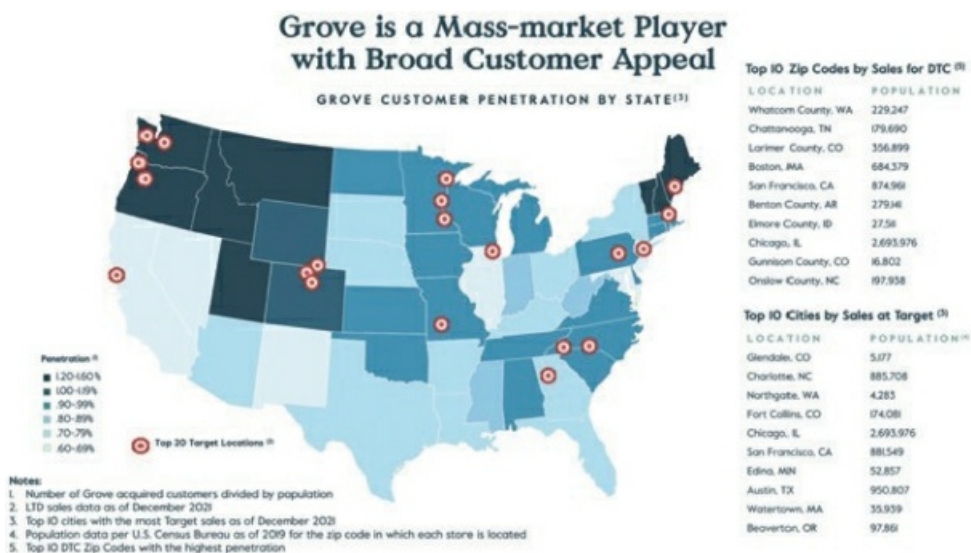 Grove is a Mass-market Player
with Broad Customer Appeal
GROVE CUSTOMER PENETRATION BY STATE(3)
Penetration (1)
1.20-1.60%
1.00-1.19%
.90-.99%
.80-.89%
.70-.79%
.60-.69%
Top 20 Target Locations (2)
Top 10 Zip Codes by Sales for DTC (5)
LOCATION POPULATION
Whatcom County, WA 229,247
Chattanooga, TN 179,690
Larimer County, CO 356,899
Boston, MA 684,379
San Francisco, CA 874,961
Benton County, AR 279,141
Elmore County, ID 27,511
Chicago, IL 2,693,976
Gunnison County, CO 16,802
Onslow County, NC 197,938
Top 10 Cities by Sales at Target (3)
LOCATION POPULATION(4)
Glendale, CO 5,177
Charlotte, NC 885,708
Northgate, WA 4,283
Fort Collins, CO 174,081
Chicago, IL 2,693,976
San Francisco, CA 881,549
Edina, MN 52,857
Austin, TX 950,807
Watertown, MA 35,939
Beaverton, OR 97,861
Notes:
1. Number of Grove acquired customers divided by population
2. LTD sales data as of December 2021
3. Top 10 cities with the most Target sales as of December 2021
4. Population data per U.S. Census Bureau as of 2019 for the zip code in which each store is located
5. Top 10 DTC Zip Codes with the highest penetration